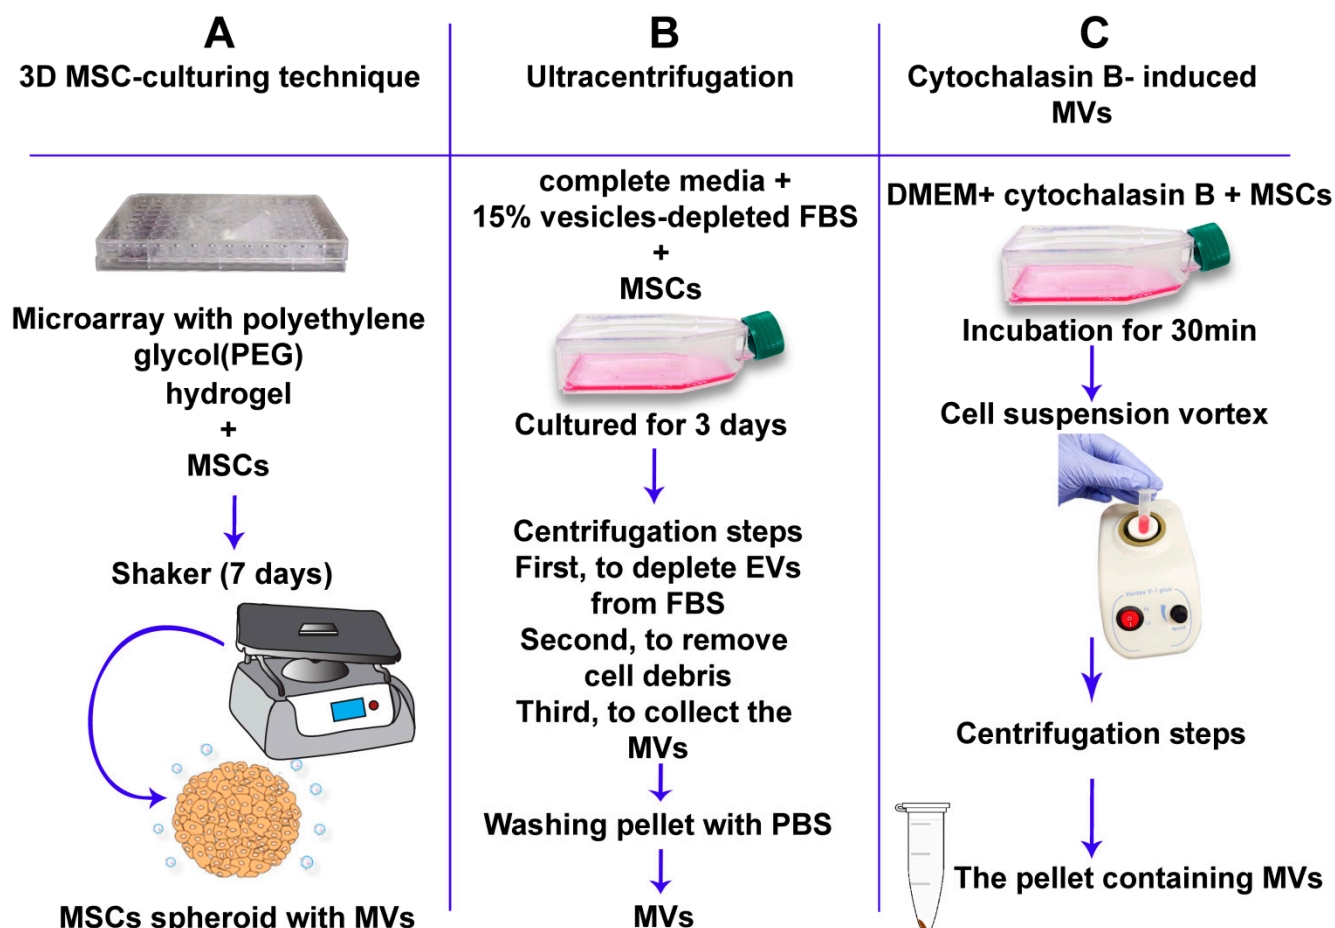 A
3D MSC-culturing technique
Microarray with polyethylene
glycol(PEG)
hydrogel
+
MSCs
Shaker (7 days)
MSCs spheroid with MVs
B
Ultracentrifugation
complete media +
15% vesicles-depleted FBS
+
MSCs
Cultured for 3 days
Centrifugation steps
First, to deplete EVs
from FBS
Second, to remove
cell debris
Third, to collect the
MVs
Washing pellet with PBS
MVs
C
Cytochalasin B- induced
MVs
DMEM+ cytochalasin B + MSCs
Incubation for 30min
Cell suspension vortex
Vortex V-1 plus
Centrifugation steps
The pellet containing MVs